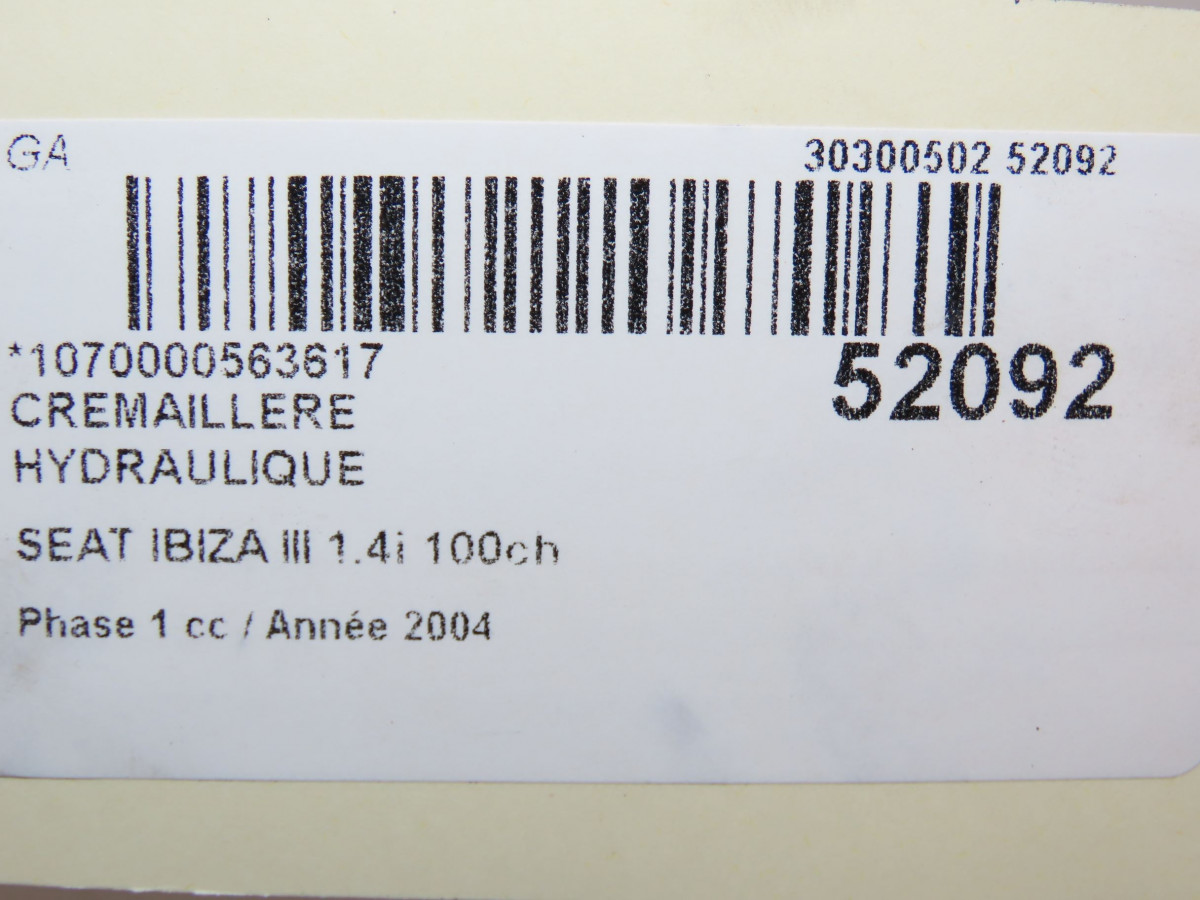 GA
30300502 52092
*1070000563617
52092
CREMAILLERE
HYDRAULIQUE
SEAT IBIZA III 1.4i 100ch
Phase 1 cc / Année 2004